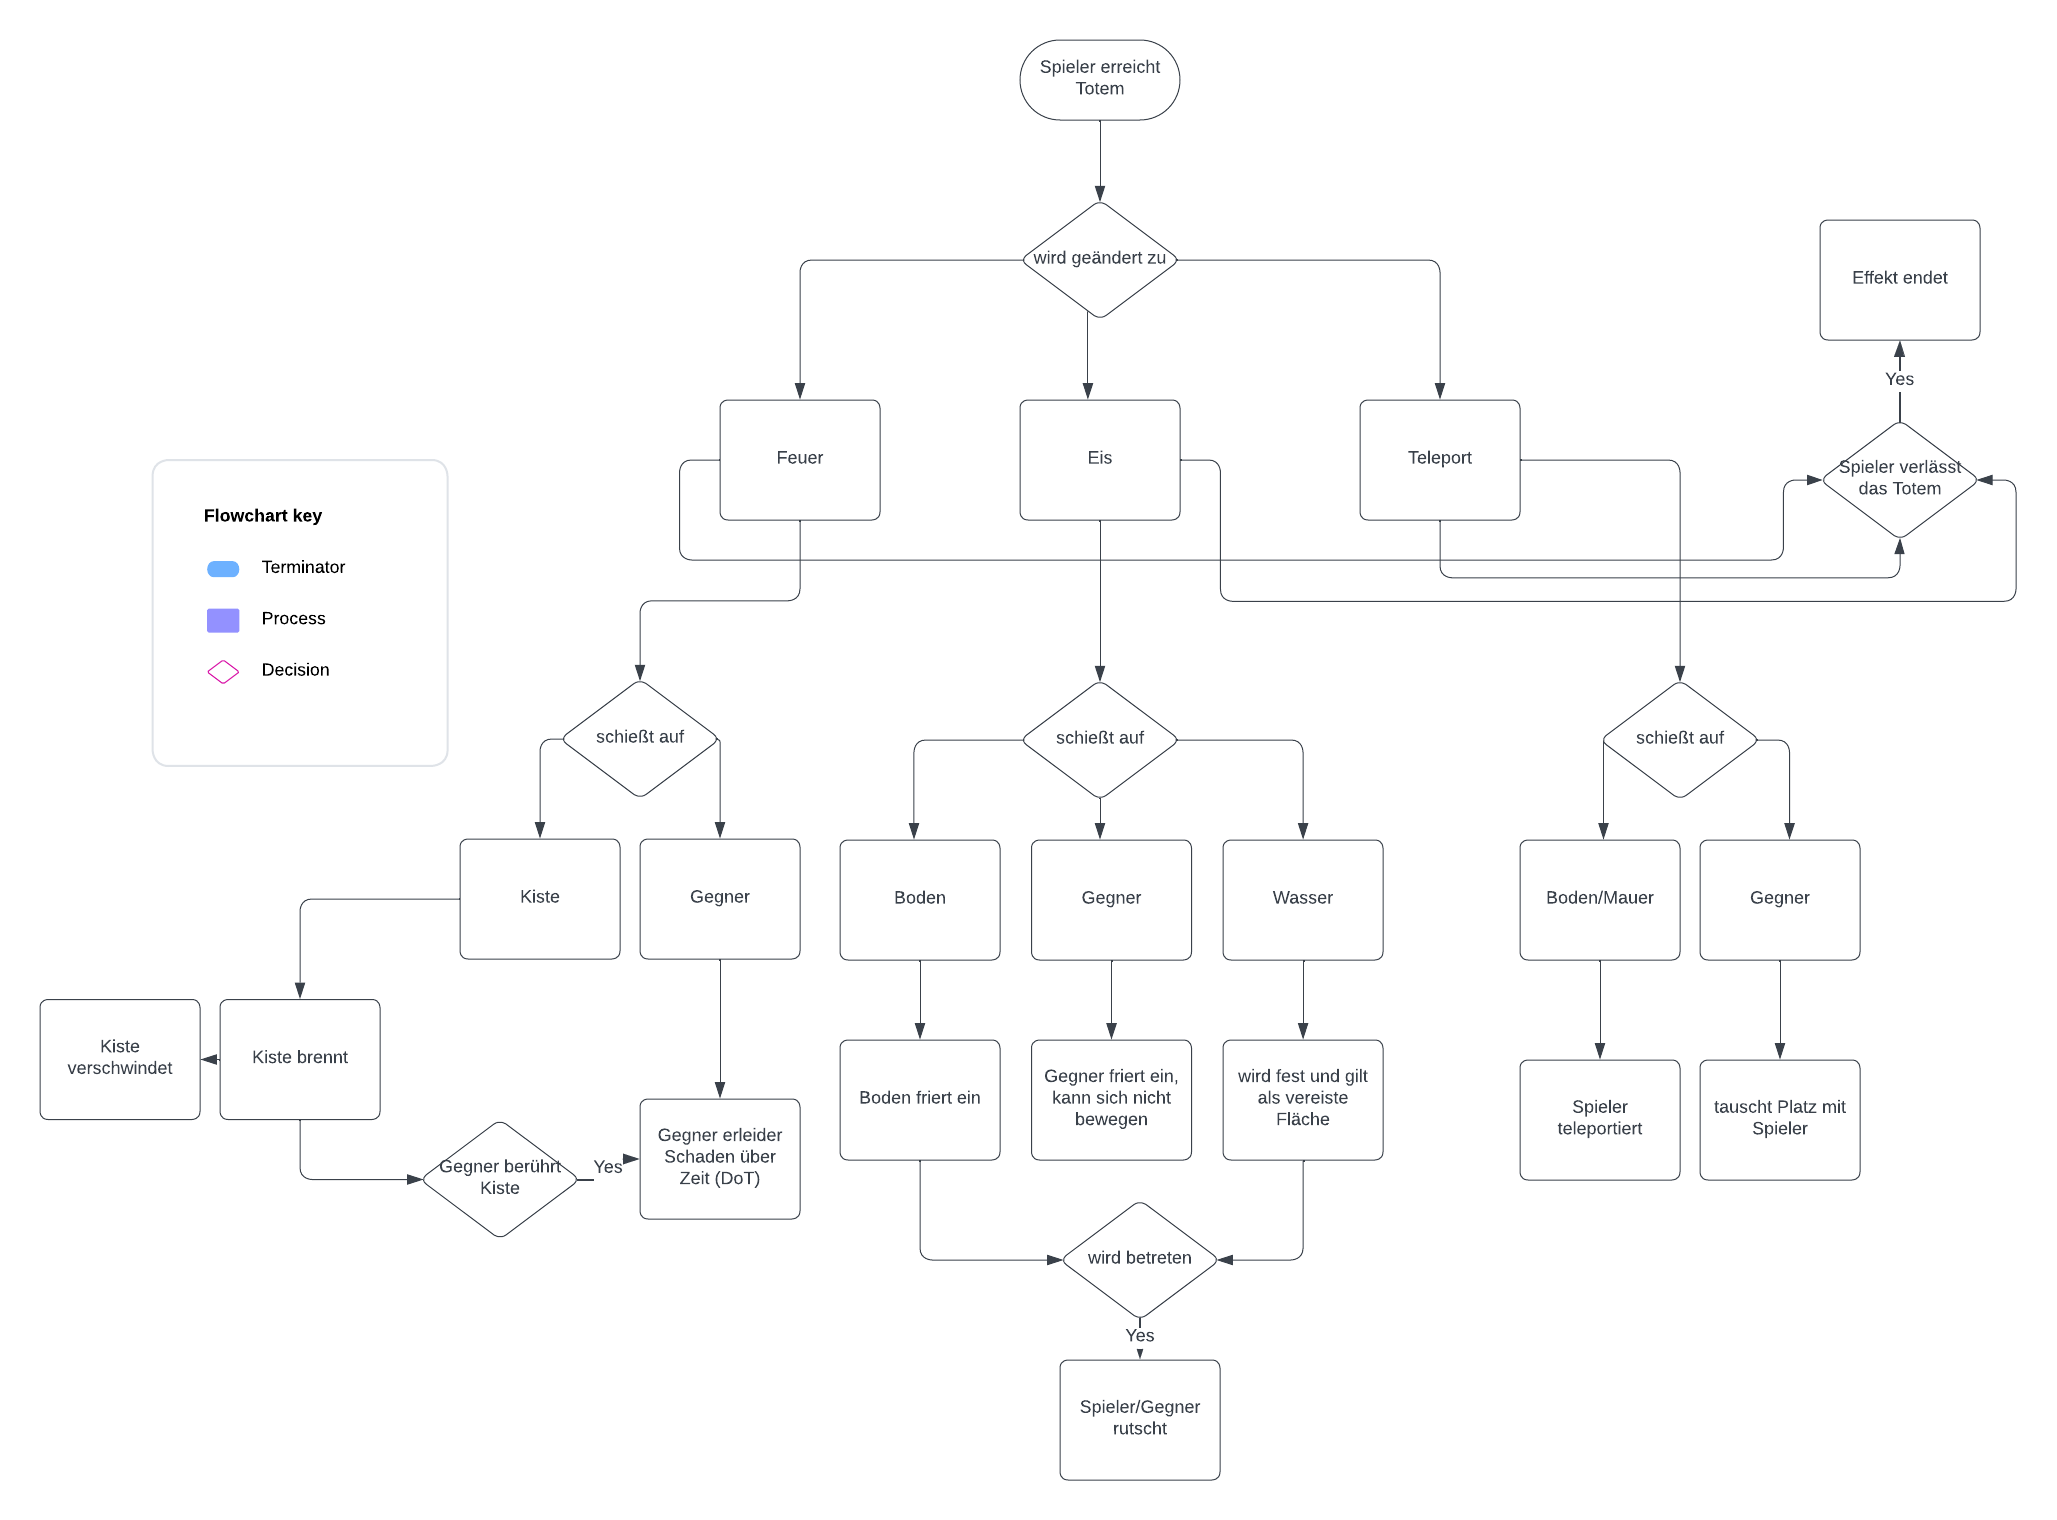 Spieler erreicht
Totem
wird geändert zu
Effekt endet
Yes
Feuer
Eis
Teleport
Spieler verlässt
das Totem
Flowchart key
Terminator
Process
Decision
schießt auf
schießt auf
schießt auf
Kiste
Gegner
Boden
Gegner
Wasser
Boden/Mauer
Gegner
Kiste
verschwindet
Kiste brennt
Boden friert ein
Gegner friert ein,
kann sich nicht
bewegen
wird fest und gilt
als vereiste
Fläche
Spieler
teleportiert
tauscht Platz mit
Spieler
Gegner berührt
Kiste
Yes
Gegner erleider
Schaden über
Zeit (DoT)
wird betreten
Yes
Spieler/Gegner
rutscht